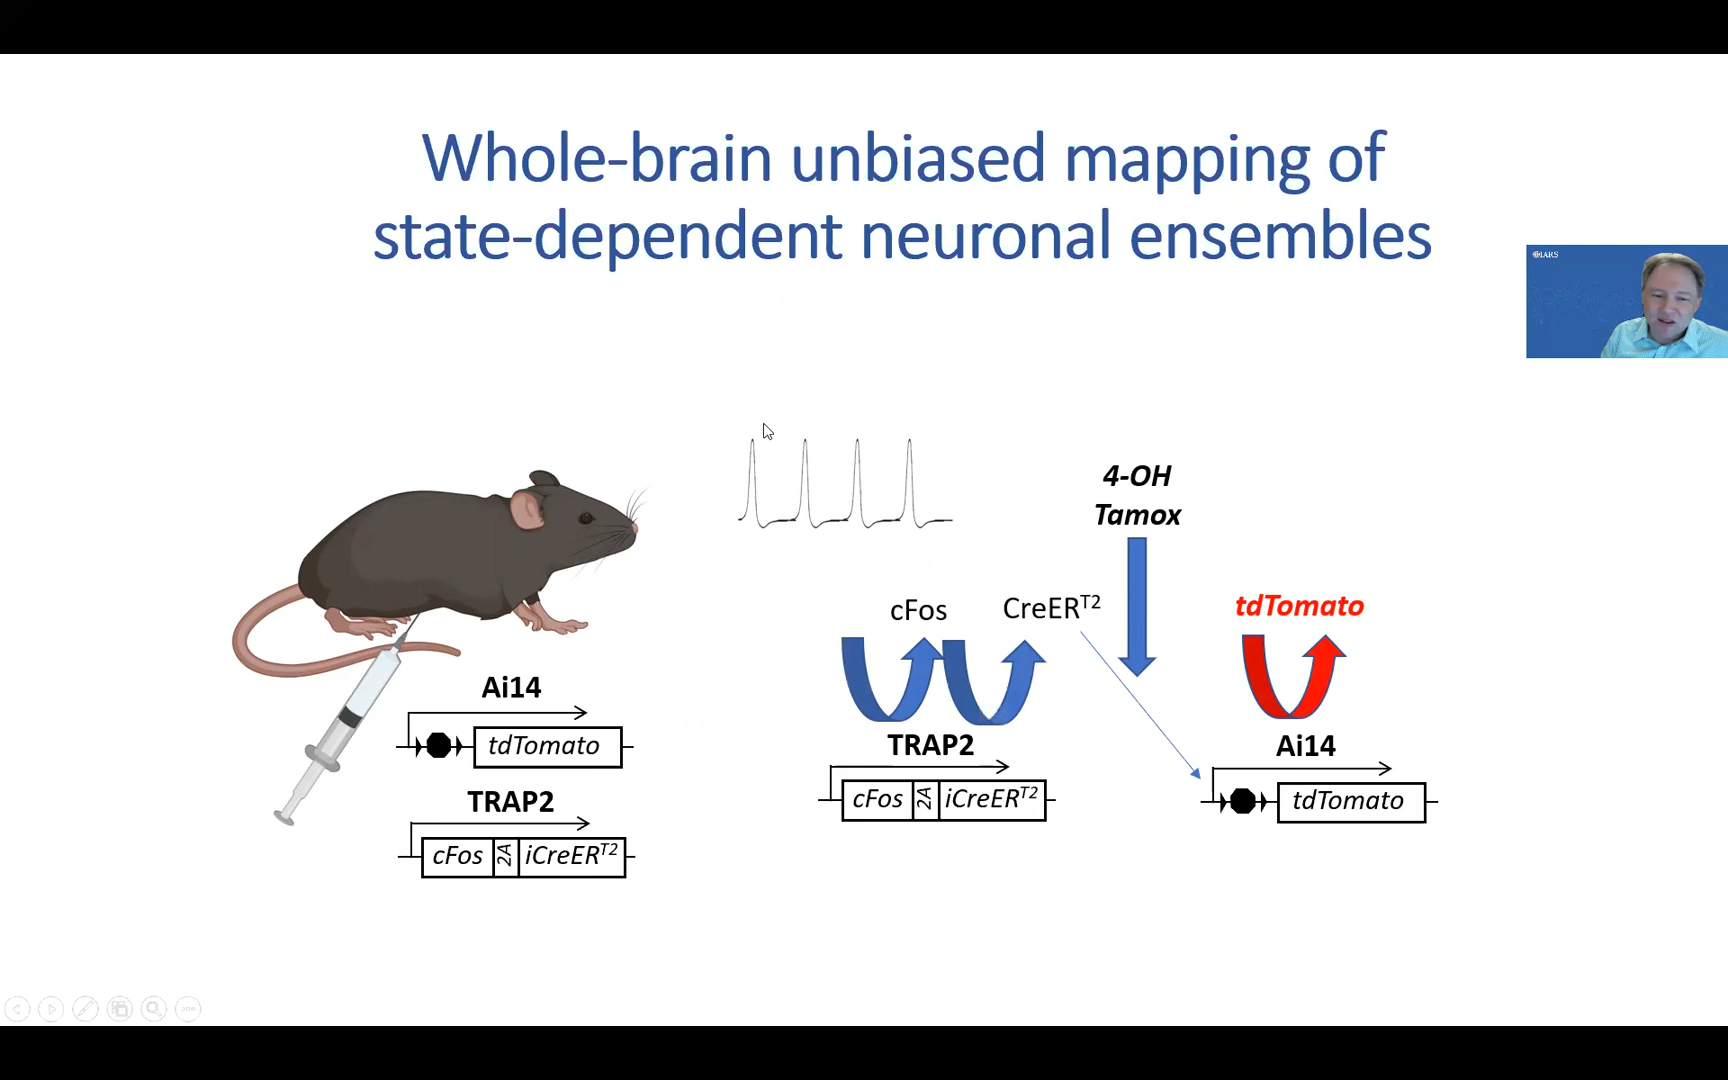 Whole-brain unbiased mapping of
state-dependent neuronal ensembles
IARS
4-OH
Tamox
cFos
CreERT2
tdTomato
Ai14
tdTomato
TRAP2
cFos 2A iCreERT2
TRAP2
cFos 2A iCreERT2
Ai14
tdTomato